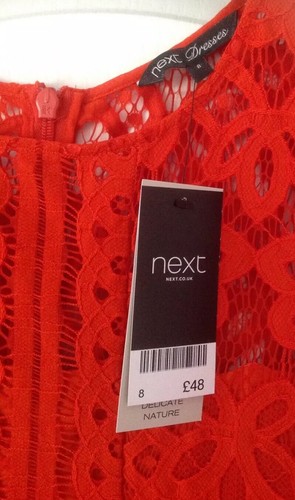 next Dresses
8
next
NEXT.CO.UK
8 £48
DELICATE
NATURE